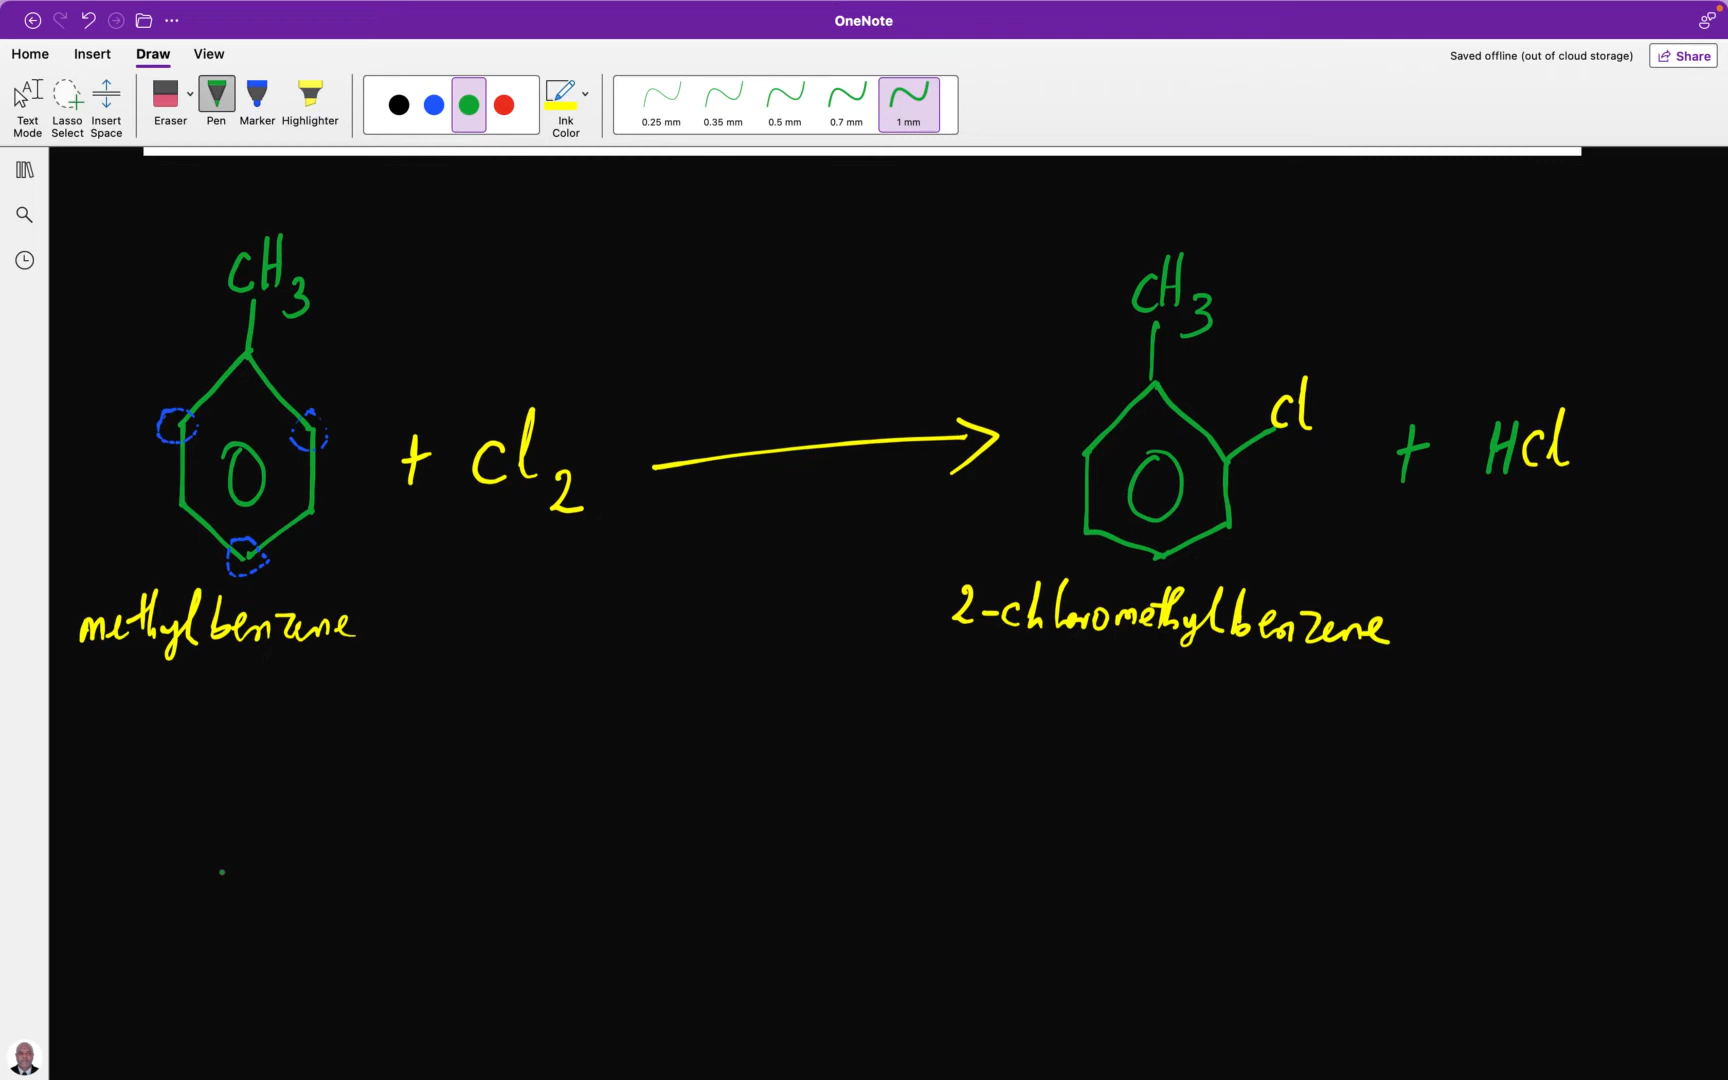 OneNote
Home Insert Draw View
Saved offline (out of cloud storage)
Share
Text Mode
Lasso Select
Insert Space
Eraser
Pen
Marker
Highlighter
Ink Color
0.25 mm
0.35 mm
0.5 mm
0.7 mm
1 mm
CH3
CH3
+ Cl2
Cl
+ HCl
methylbenzene
2-chloromethylbenzene